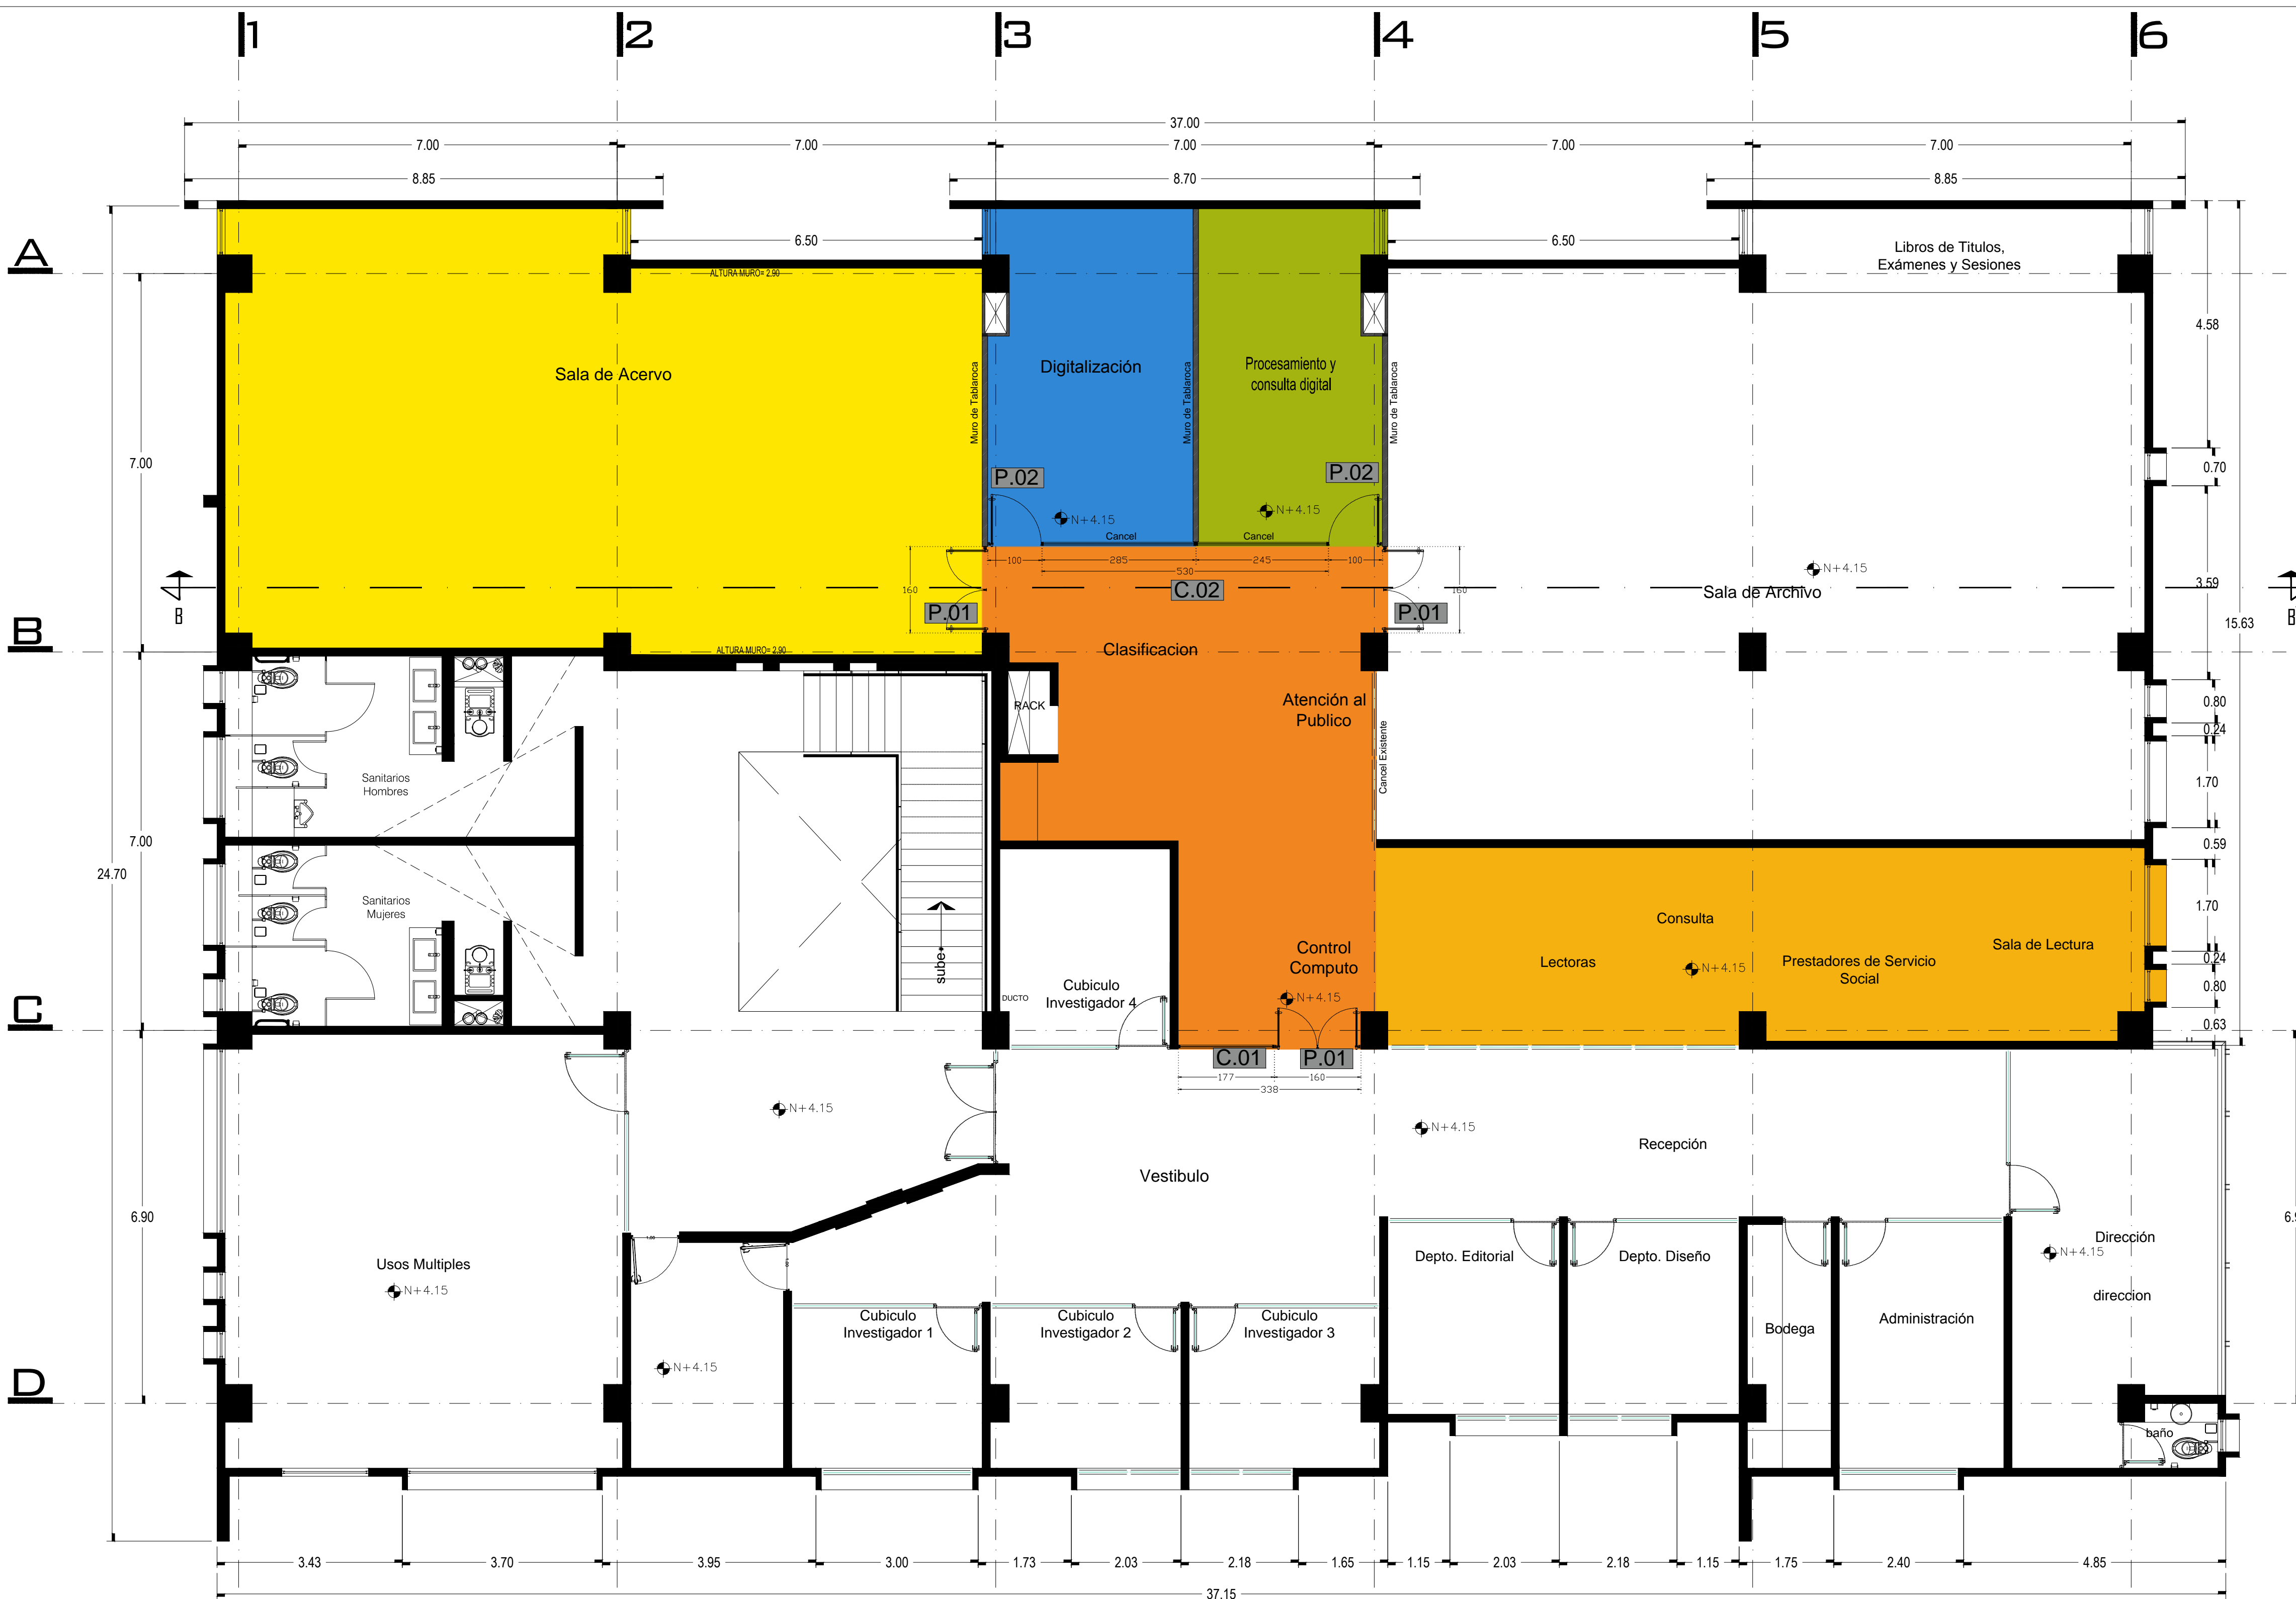 1 2 3 4 5 6
37.00
7.00 7.00 7.00 7.00 7.00
8.85 8.70 8.85
A
6.50 6.50
ALTURA MURO= 2.90
Libros de Titulos,
Exámenes y Sesiones
4.58
Sala de Acervo
Muro de Tablaroca
Digitalización
Muro de Tablaroca
Procesamiento y
consulta digital
Muro de Tablaroca
7.00
0.70
P.02 P.02
N+4.15 N+4.15
Cancel Cancel
100 285 245 100
530
160 160
C.02
N+4.15
Sala de Archivo
3.59
B B
P.01 P.01
15.63
B
ALTURA MURO= 2.90
Clasificacion
RACK
Atención al
Publico
Cancel Existente
0.80
0.24
1.70
Sanitarios
Hombres
7.00
0.59
24.70
Sanitarios
Mujeres
1.70
sube
Consulta
Control
Computo
Lectoras
Prestadores de Servicio
Social
Sala de Lectura
N+4.15
0.24
0.80
Cubiculo
Investigador 4
DUCTO
N+4.15
C
0.63
C.01 P.01
177 160
338
N+4.15
N+4.15
Recepción
Vestibulo
6.90
1.00
1.00
Usos Multiples
N+4.15
Depto. Editorial
Depto. Diseño
Dirección
N+4.15
direccion
Cubiculo
Investigador 1
Cubiculo
Investigador 2
Cubiculo
Investigador 3
Bodega
Administración
N+4.15
D
baño
3.43 3.70 3.95 3.00 1.73 2.03 2.18 1.65 1.15 2.03 2.18 1.15 1.75 2.40 4.85
37.15